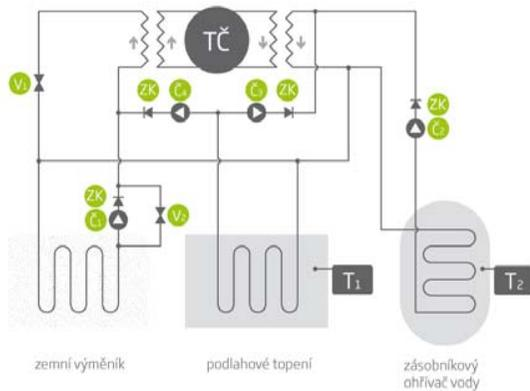 TČ
V1
ZK
Č4
Č3
ZK
ZK
Č2
ZK
Č1
V2
T1
T2
zemní výměník
podlahové topení
zásobníkový
ohřívač vody